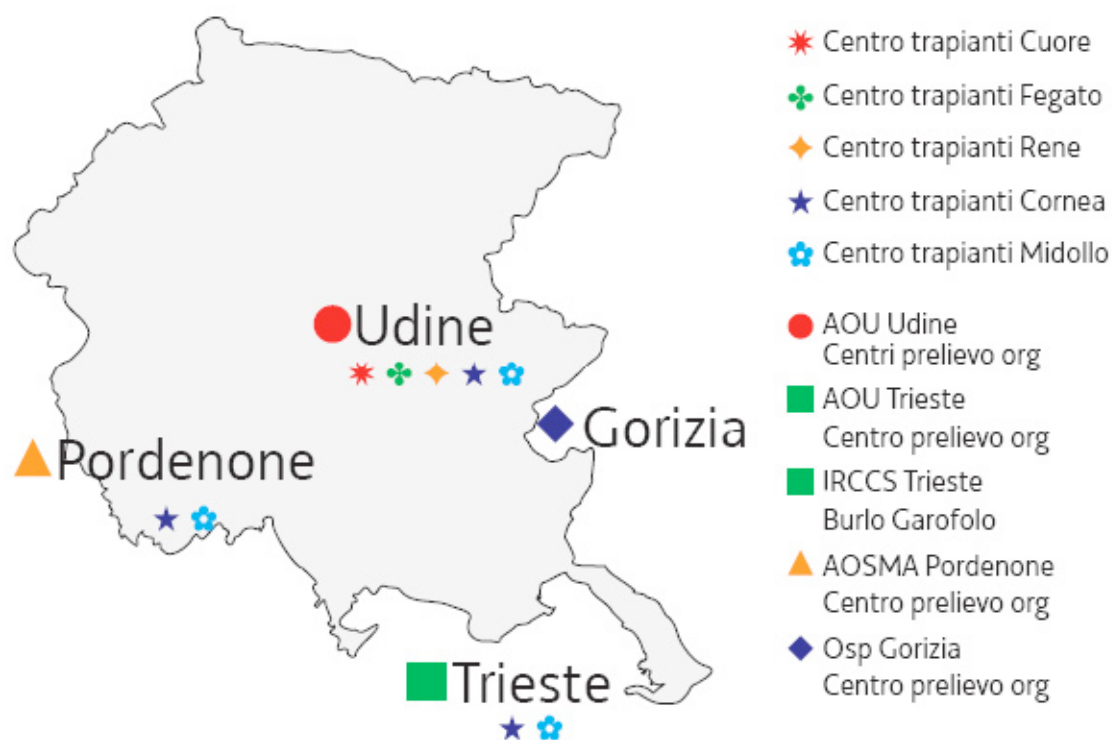 Centro trapianti Cuore
Centro trapianti Fegato
Centro trapianti Rene
Centro trapianti Cornea
Centro trapianti Midollo
Udine
Gorizia
Pordenone
Trieste
AOU Udine
Centri prelievo org
AOU Trieste
Centro prelievo org
IRCCS Trieste
Burlo Garofolo
AOSMA Pordenone
Centro prelievo org
Osp Gorizia
Centro prelievo org